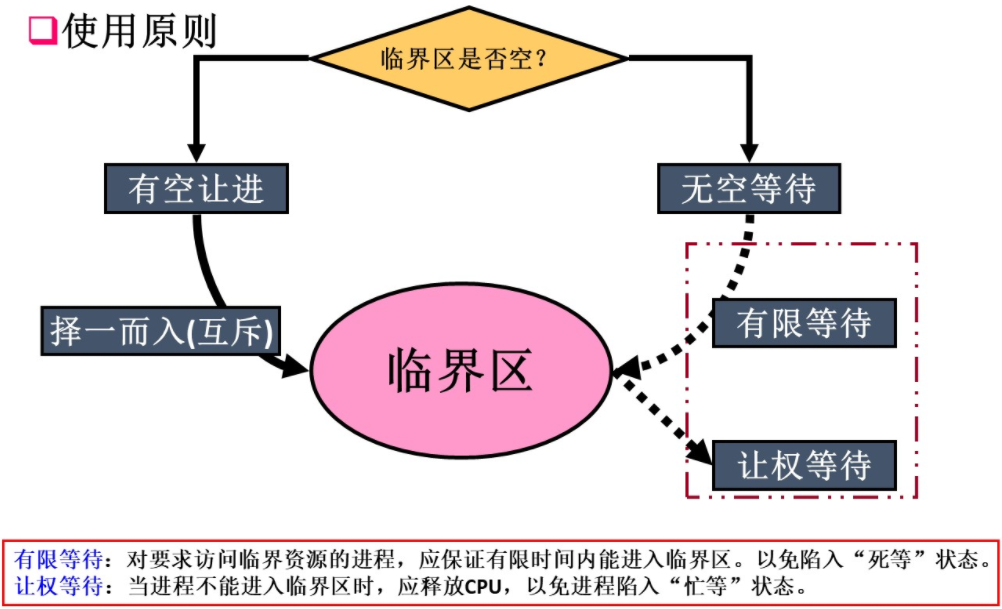 使用原则
临界区是否空？
有空让进
无空等待
择一而入(互斥)
有限等待
临界区
让权等待
有限等待：对要求访问临界资源的进程，应保证有限时间内能进入临界区。以免陷入“死等”状态。
让权等待：当进程不能进入临界区时，应释放CPU，以免进程陷入“忙等”状态。